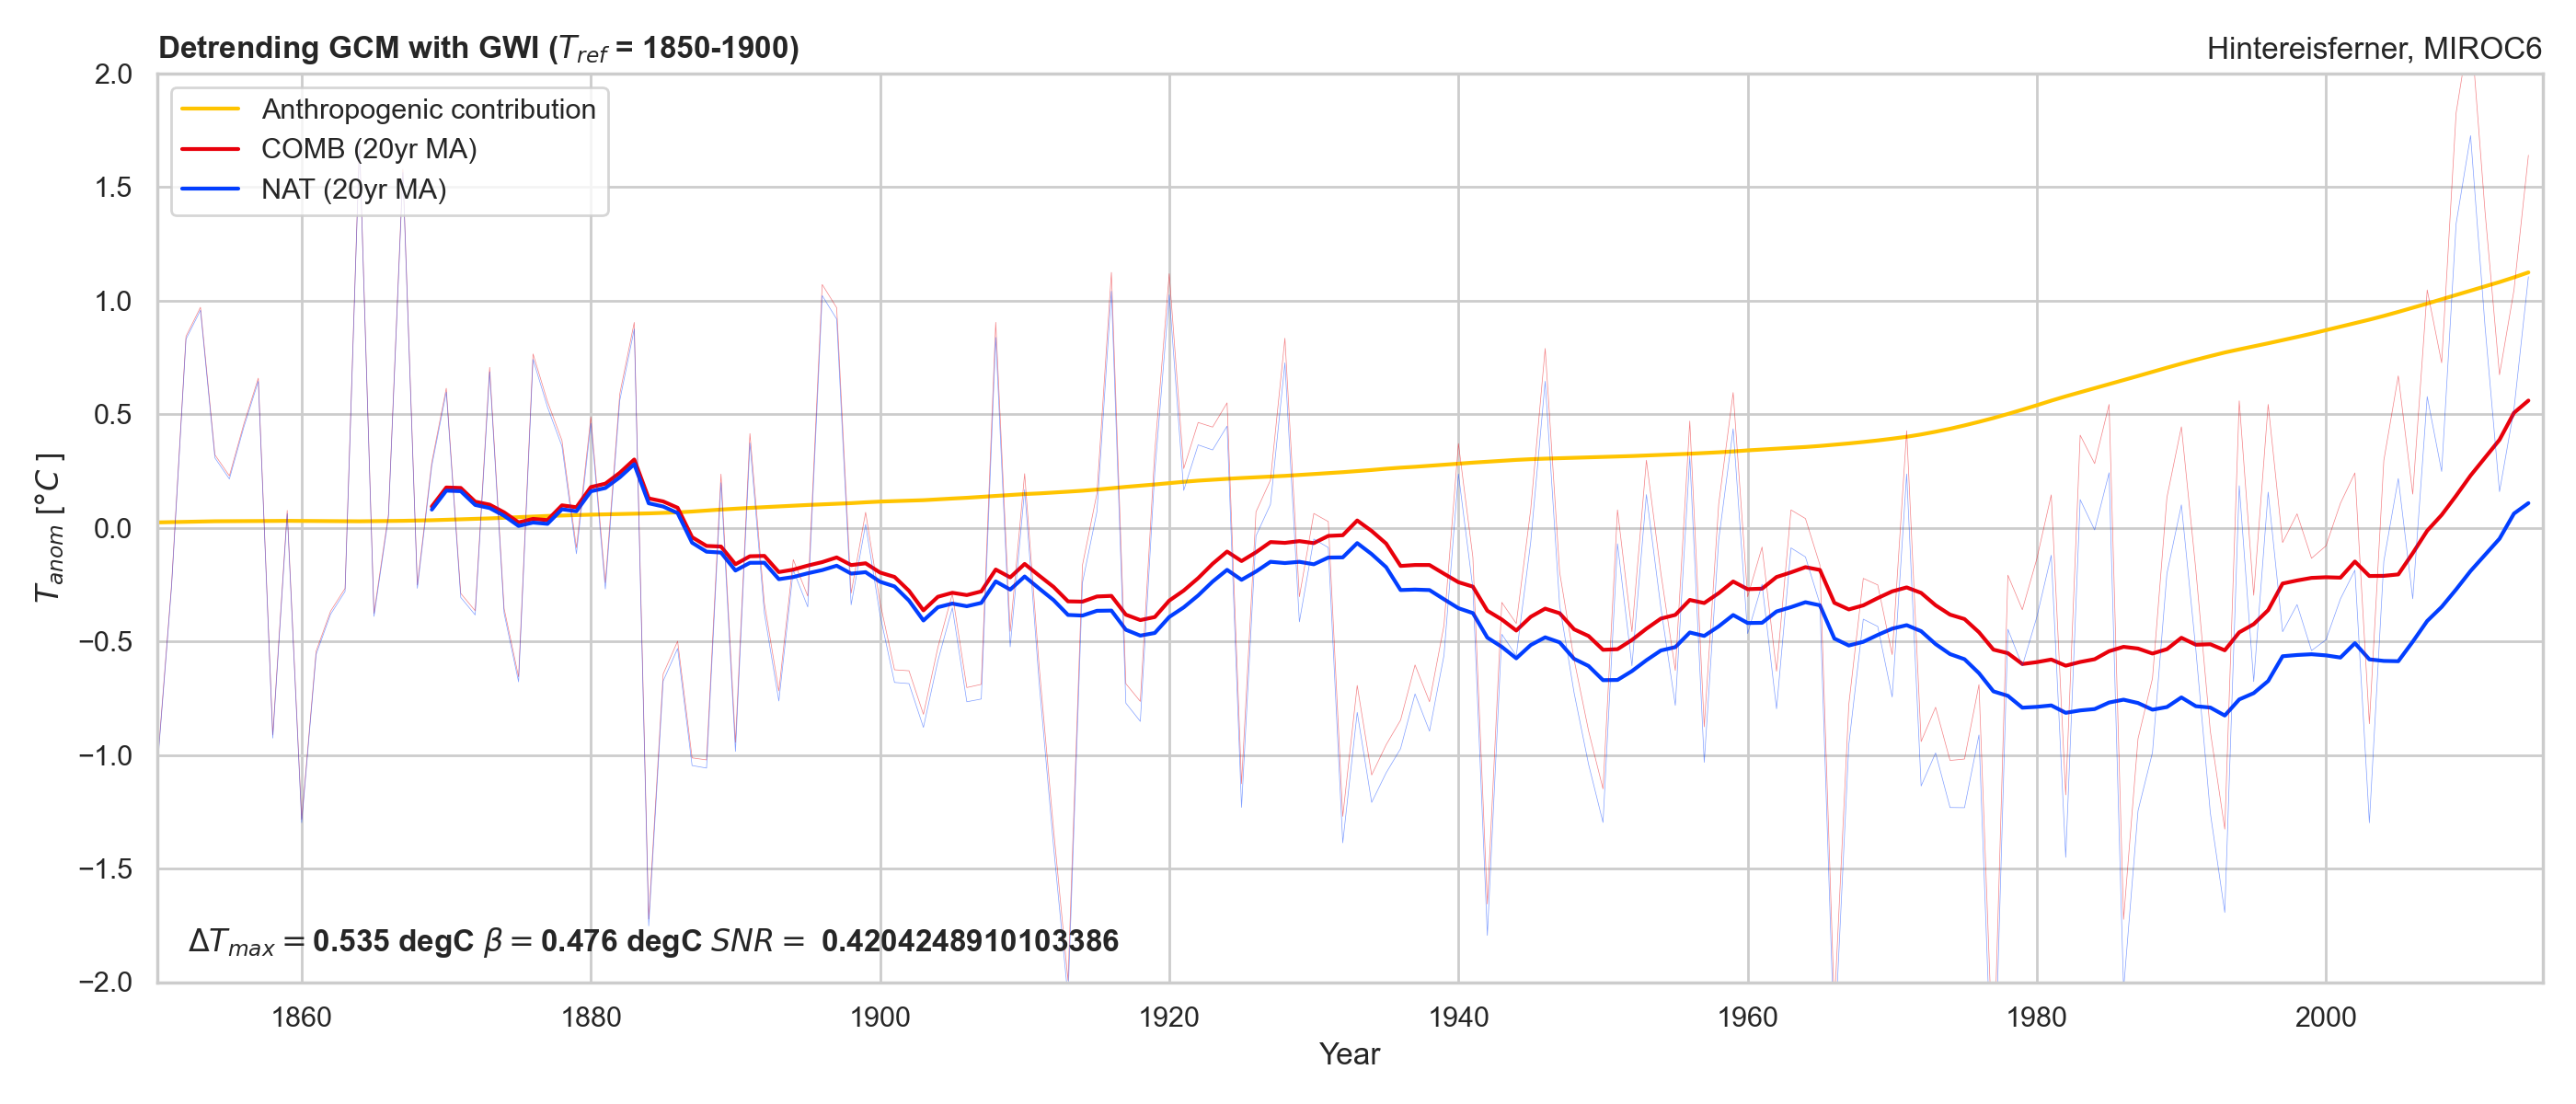 Detrending GCM with GWI (T_ref = 1850-1900)
Hintereisferner, MIROC6
2.0
1.5
1.0
0.5
0.0
−0.5
−1.0
−1.5
−2.0
T_anom [°C ]
Anthropogenic contribution
COMB (20yr MA)
NAT (20yr MA)
ΔT_max = 0.535 degC β = 0.476 degC SNR = 0.4204248910103386
1860 1880 1900 1920 1940 1960 1980 2000
Year